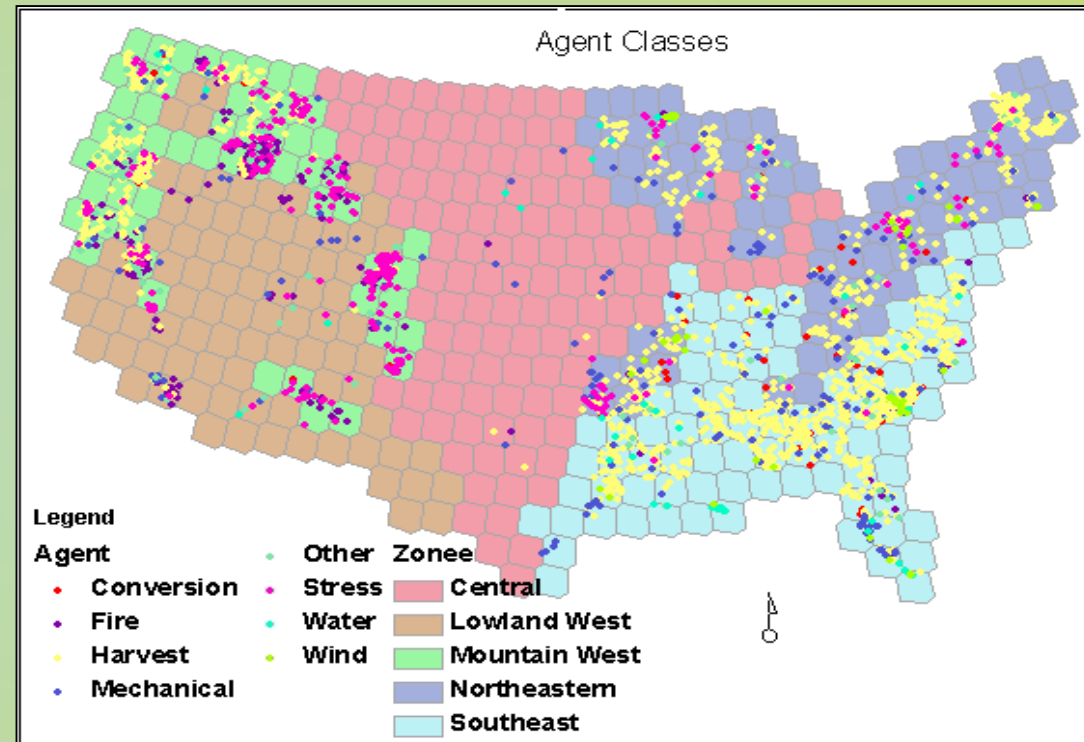 Agent Classes
Legend
Agent
Conversion
Fire
Harvest
Mechanical
Other
Stress
Water
Wind
Zonee
Central
Lowland West
Mountain West
Northeastern
Southeast